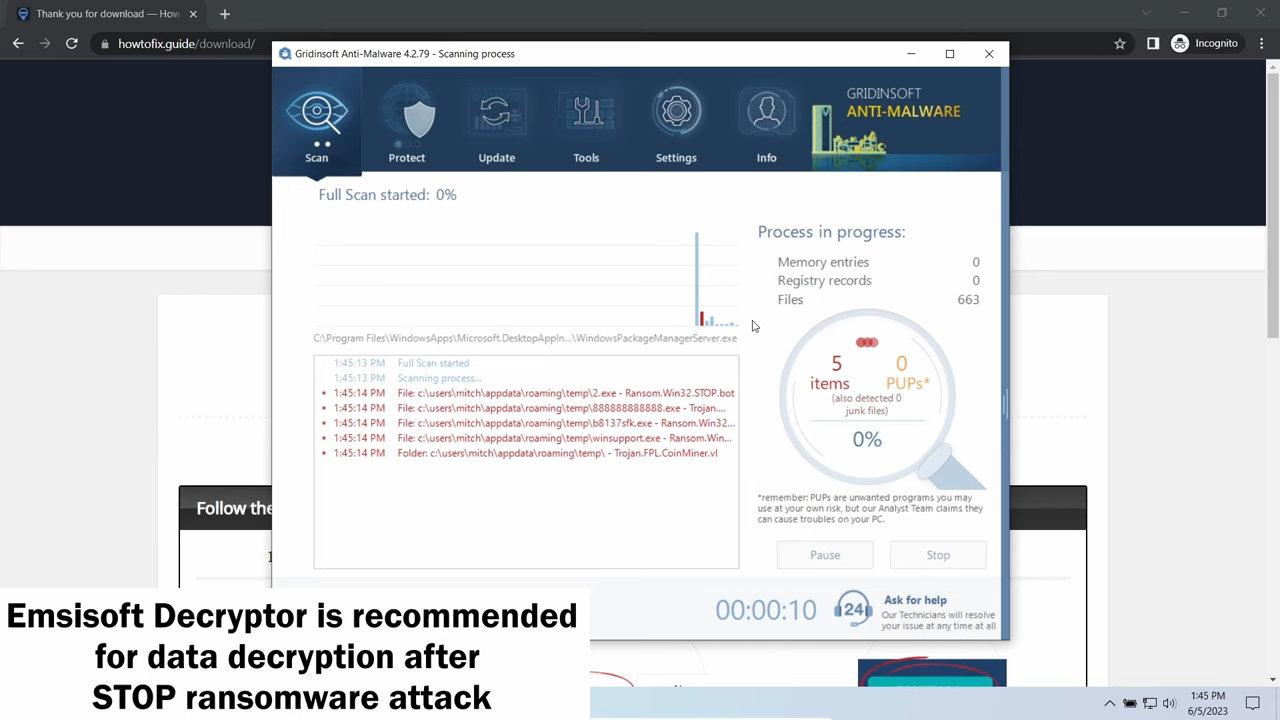 Thank You - How to
howtofix.guide/download/
Incognito
Gridinsoft Anti-Malware 4.2.79 - Scanning process
GRIDINSOFT
ANTI-MALWARE
Scan
Protect
Update
Tools
Settings
Info
Full Scan started: 0%
Process in progress:
Memory entries 0
Registry records 0
Files 663
C:\Program Files\WindowsApps\Microsoft.DesktopAppIn...\WindowsPackageManagerServer.exe
1:45:13 PM Full Scan started
1:45:13 PM Scanning process...
1:45:14 PM File: c:\users\mitch\appdata\roaming\temp\2.exe - Ransom.Win32.STOP.bot
1:45:14 PM File: c:\users\mitch\appdata\roaming\temp\888888888888.exe - Trojan....
1:45:14 PM File: c:\users\mitch\appdata\roaming\temp\b8137sfk.exe - Ransom.Win32...
1:45:14 PM File: c:\users\mitch\appdata\roaming\temp\winsupport.exe - Ransom.Win...
1:45:14 PM Folder: c:\users\mitch\appdata\roaming\temp\ - Trojan.FPL.CoinMiner.vl
5 0
items PUPs*
(also detected 0
junk files)
0%
*remember: PUPs are unwanted programs you may
use at your own risk, but our Analyst Team claims they
can cause troubles on your PC.
Pause
Stop
00:00:10
24
Ask for help
Our Technicians will resolve
your issue at any time at all
Follow the
Emsisoft Decryptor is recommended
for data decryption after
STOP ransomware attack
1:45 PM
6/5/2023